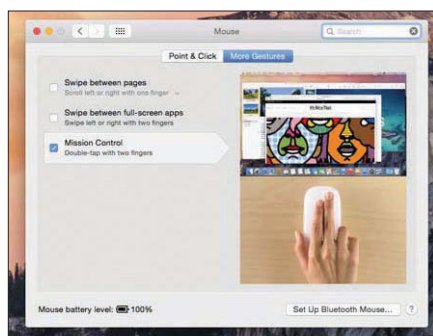 Mouse
Search
Point & Click
More Gestures
Swipe between pages
Scroll left or right with one finger
Swipe between full-screen apps
Swipe left or right with two fingers
Mission Control
Double-tap with two fingers
Mouse battery level: 100%
Set Up Bluetooth Mouse...
?